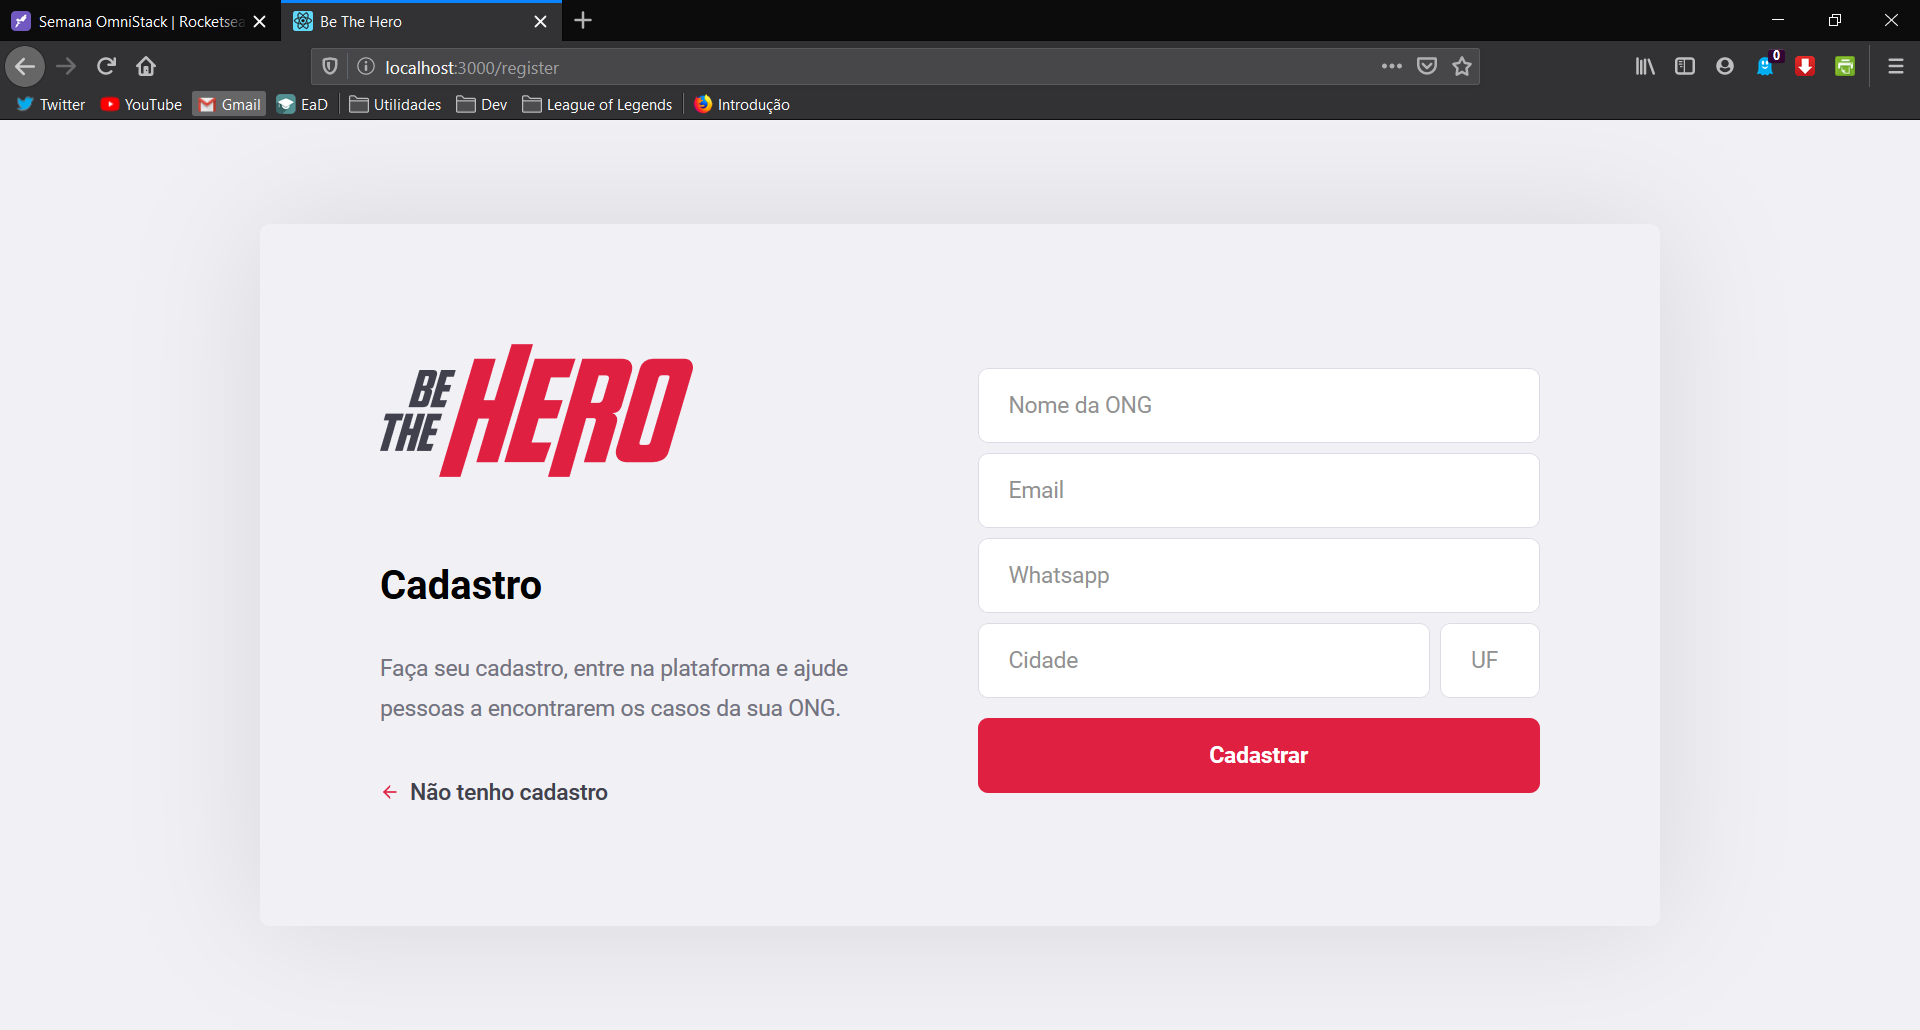 Semana OmniStack | Rocketsea
Be The Hero
localhost:3000/register
0
Twitter
YouTube
Gmail
EaD
Utilidades
Dev
League of Legends
Introdução
BE
THE
HERO
Cadastro
Faça seu cadastro, entre na plataforma e ajude
pessoas a encontrarem os casos da sua ONG.
Não tenho cadastro
Nome da ONG
Email
Whatsapp
Cidade
UF
Cadastrar